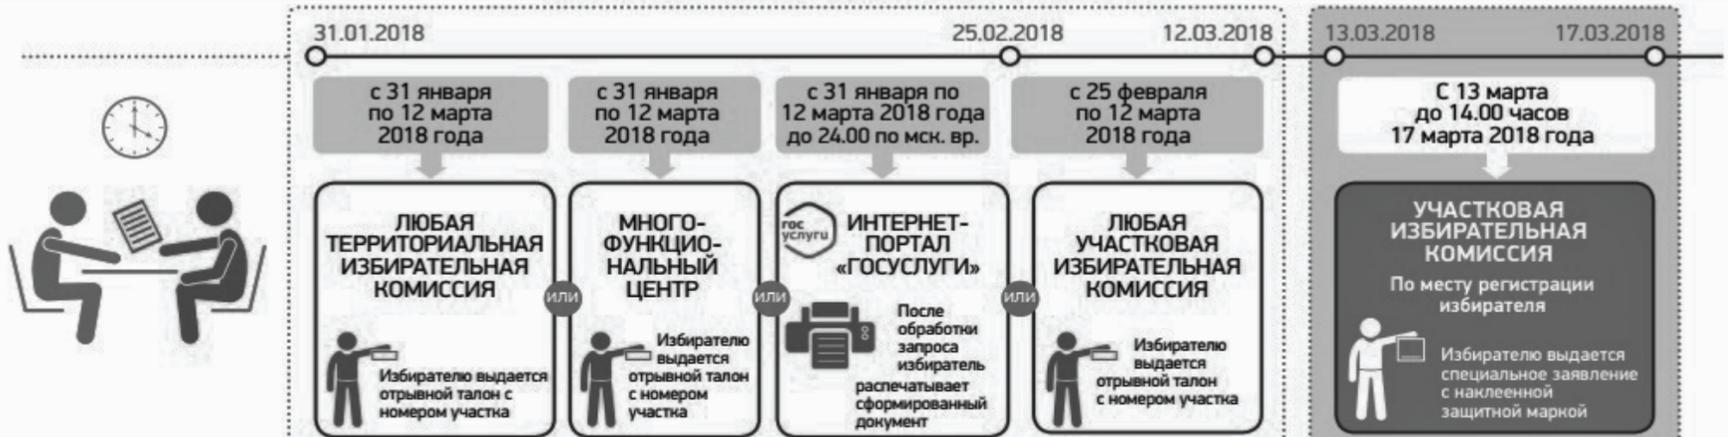 31.01.2018
25.02.2018
12.03.2018
13.03.2018
17.03.2018
с 31 января
по 12 марта
2018 года
с 31 января
по 12 марта
2018 года
с 31 января по
12 марта 2018 года
до 24.00 по мск. вр.
с 25 февраля
по 12 марта
2018 года
С 13 марта
до 14.00 часов
17 марта 2018 года
ЛЮБАЯ
ТЕРРИТОРИАЛЬНАЯ
ИЗБИРАТЕЛЬНАЯ
КОМИССИЯ
Избирателю выдается
отрывной талон с
номером участка
или
МНОГО-
ФУНКЦИО-
НАЛЬНЫЙ
ЦЕНТР
Избирателю
выдается
отрывной талон
с номером
участка
или
гос
услуги
ИНТЕРНЕТ-
ПОРТАЛ
«ГОСУСЛУГИ»
После
обработки
запроса
избиратель
распечатывает
сформированный
документ
или
ЛЮБАЯ
УЧАСТКОВАЯ
ИЗБИРАТЕЛЬНАЯ
КОМИССИЯ
Избирателю
выдается
отрывной талон
с номером участка
УЧАСТКОВАЯ
ИЗБИРАТЕЛЬНАЯ
КОМИССИЯ
По месту регистрации
избирателя
Избирателю выдается
специальное заявление
с наклеенной
защитной маркой